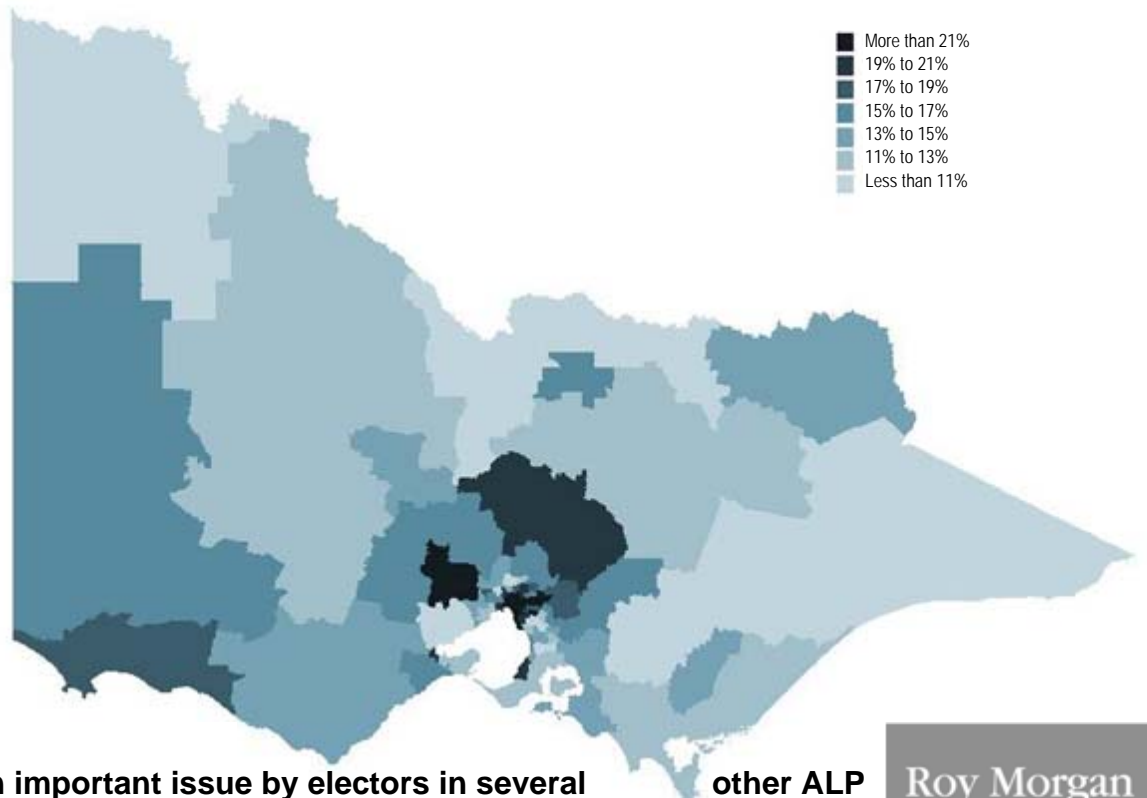 More than 21%
19% to 21%
17% to 19%
15% to 17%
13% to 15%
11% to 13%
Less than 11%
important issue by electors in several other ALP
Roy Morgan